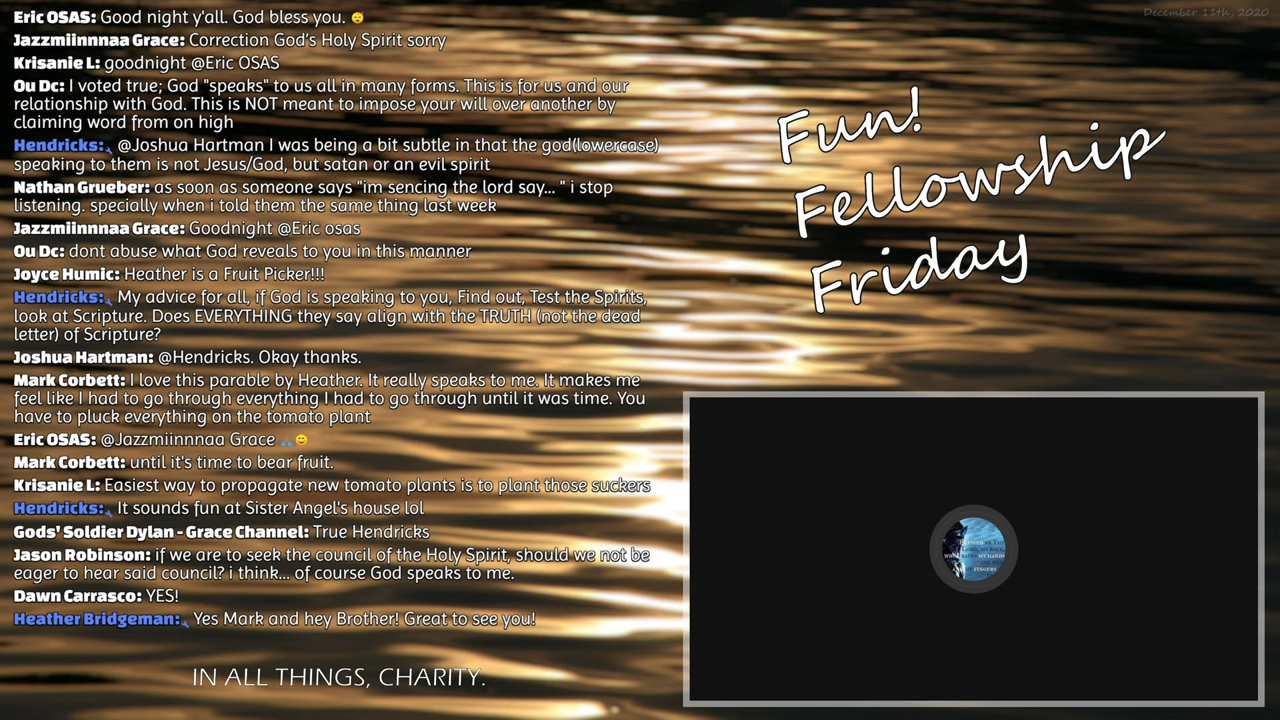 Eric OSAS: Good night y'all. God bless you. 😴
Jazzmiinnnaa Grace: Correction God's Holy Spirit sorry
Krisanie L: goodnight @Eric OSAS
Ou Dc: I voted true; God "speaks" to us all in many forms. This is for us and our
relationship with God. This is NOT meant to impose your will over another by
claiming word from on high
Hendricks: @Joshua Hartman I was being a bit subtle in that the god(lowercase)
speaking to them is not Jesus/God, but satan or an evil spirit
Nathan Grueber: as soon as someone says "im sencing the lord say... " i stop
listening. specially when i told them the same thing last week
Jazzmiinnnaa Grace: Goodnight @Eric osas
Ou Dc: dont abuse what God reveals to you in this manner
Joyce Humic: Heather is a Fruit Picker!!!
Hendricks: My advice for all, if God is speaking to you, Find out, Test the Spirits,
look at Scripture. Does EVERYTHING they say align with the TRUTH (not the dead
letter) of Scripture?
Joshua Hartman: @Hendricks. Okay thanks.
Mark Corbett: I love this parable by Heather. It really speaks to me. It makes me
feel like I had to go through everything I had to go through until it was time. You
have to pluck everything on the tomato plant
Eric OSAS: @Jazzmiinnnaa Grace 🙏😊
Mark Corbett: until it's time to bear fruit.
Krisanie L: Easiest way to propagate new tomato plants is to plant those suckers
Hendricks: It sounds fun at Sister Angel's house lol
Gods' Soldier Dylan - Grace Channel: True Hendricks
Jason Robinson: if we are to seek the council of the Holy Spirit, should we not be
eager to hear said council? i think... of course God speaks to me.
Dawn Carrasco: YES!
Heather Bridgeman: Yes Mark and hey Brother! Great to see you!
IN ALL THINGS, CHARITY.
December 11th, 2020
Fun!
Fellowship
Friday
BLESSED BE THE
LORD, MY ROCK,
MY HANDS
FINGERS